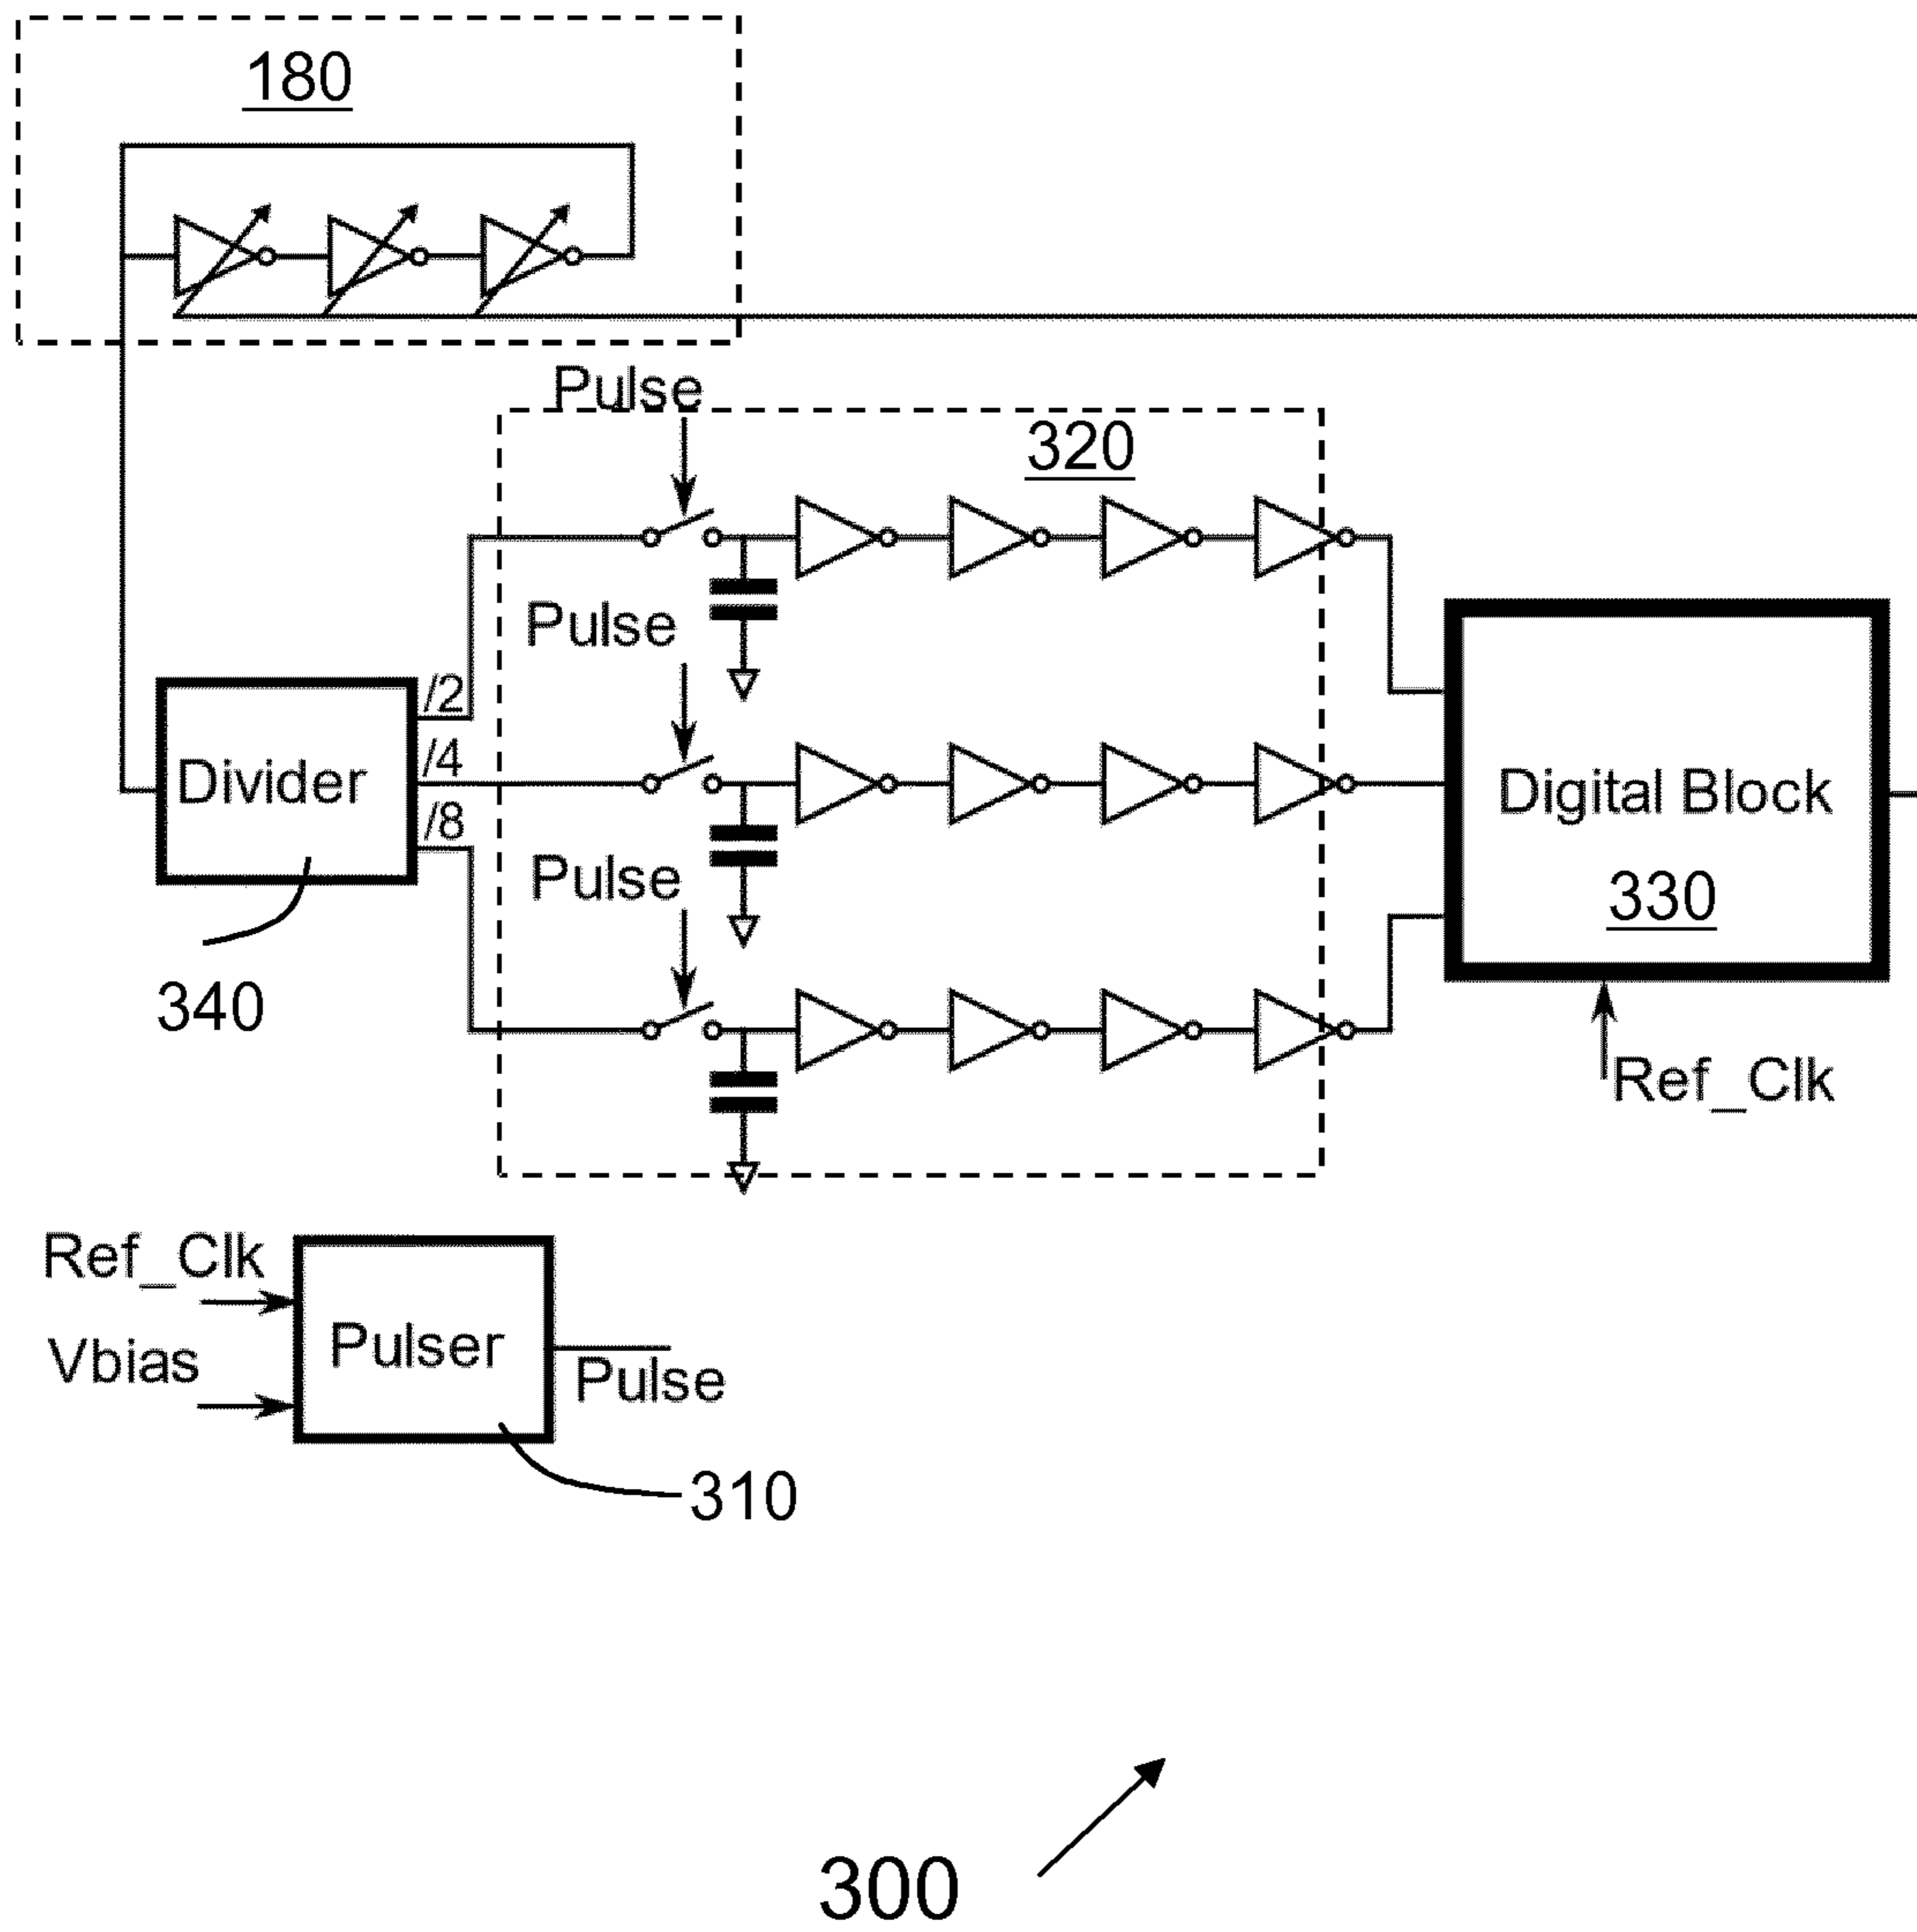 180
Pulse
320
Pulse
/2
/4
Divider
/8
Digital Block
Pulse
330
340
Ref_Clk
Ref_Clk
Vbias
Pulser
Pulse
310
300